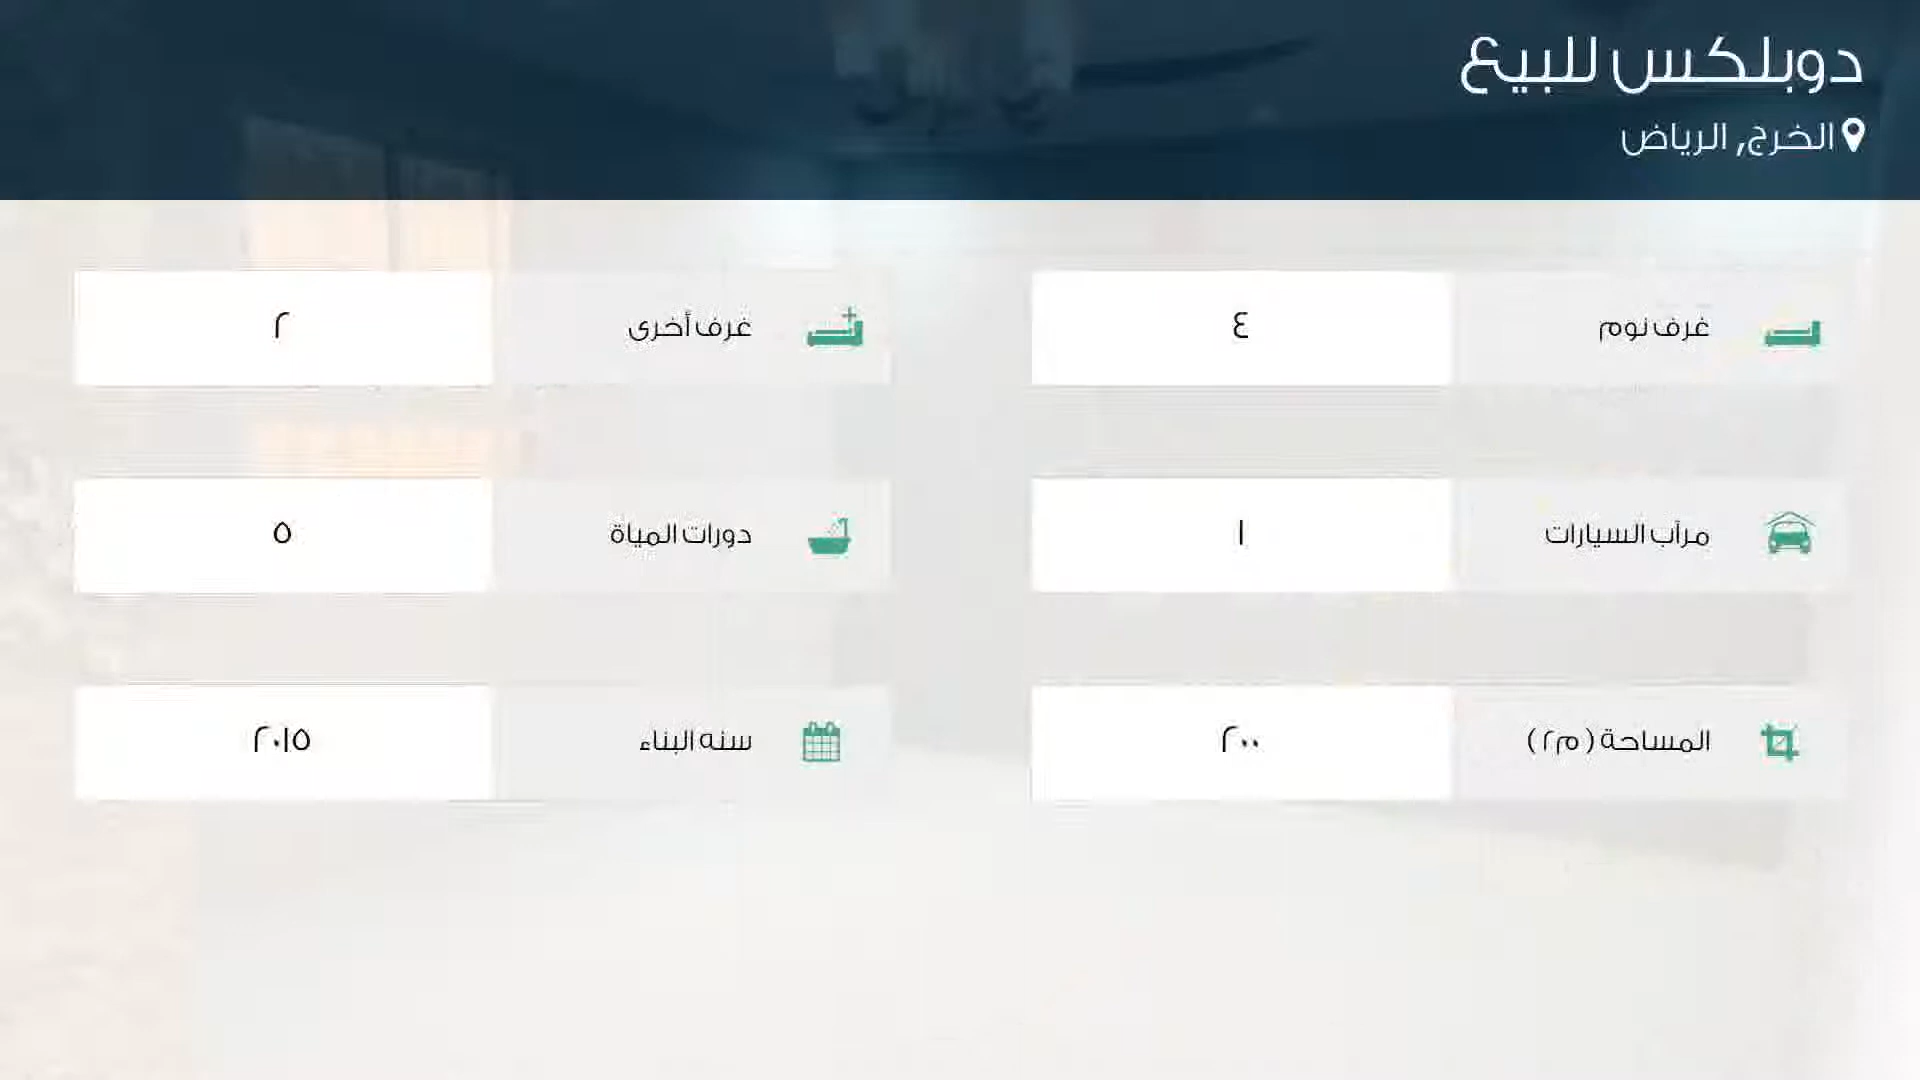 دوبلكس للبيع
الخرج, الرياض
غرف نوم ٤
غرف أخرى ٢
مرآب السيارات ١
دورات المياة ٥
المساحة ( م٢ ) ٢٠٠
سنه البناء ٢٠١٥